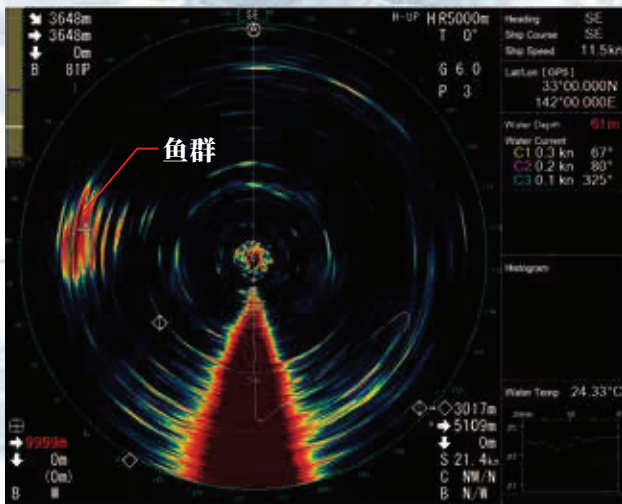 3648m
3648m
0m
B 81P
SE
A
H-UP HR5000m
T 0°
G 6.0
P 3
鱼群
9999m
0m
(0m)
B W
3017m
5109m
0m
S 21.4kn
C NW/N
B N/W
Heading SE
Ship Course SE
Ship Speed 11.5kn
Lat/Lon [GPS]
33°00.000N
142°00.000E
Water Depth 61m
Water Current
C1 0.3 kn 67°
C2 0.2 kn 80°
C3 0.1 kn 325°
Histogram
Water Temp 24.33°C